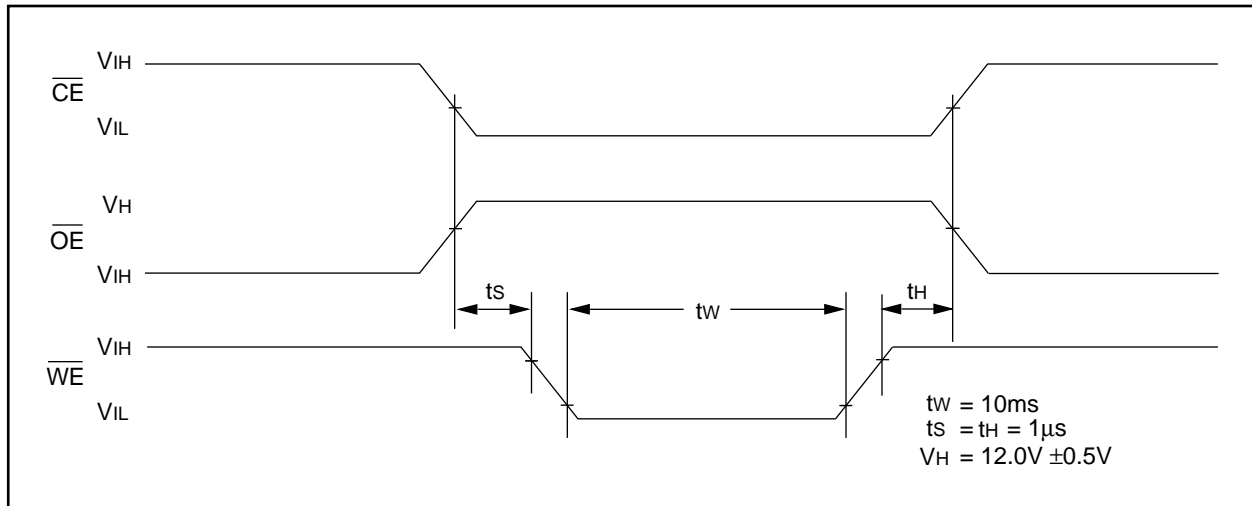 VIH
CE
VIL
VH
OE
VIH
tS
tW
tH
VIH
WE
VIL
tW = 10ms
tS = tH = 1μs
VH = 12.0V ±0.5V